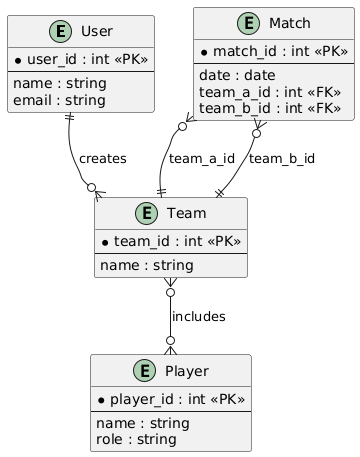 E User
* user_id : int «PK»
name : string
email : string
E Match
* match_id : int «PK»
date : date
team_a_id : int «FK»
team_b_id : int «FK»
creates
team_a_id
team_b_id
E Team
* team_id : int «PK»
name : string
includes
E Player
* player_id : int «PK»
name : string
role : string